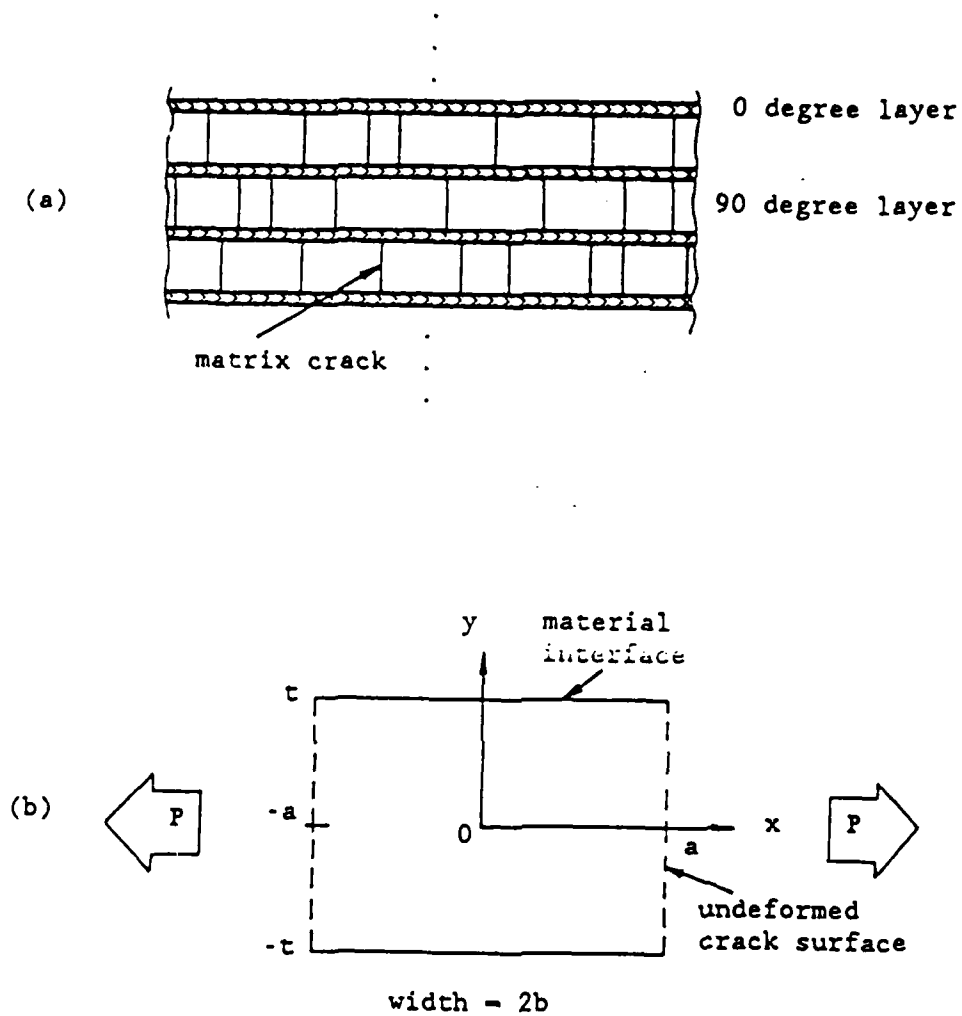 0 degree layer
(a)
90 degree layer
matrix crack
y
material
interface
t
(b)
P
-a
0
x
a
P
undeformed
crack surface
-t
width = 2b